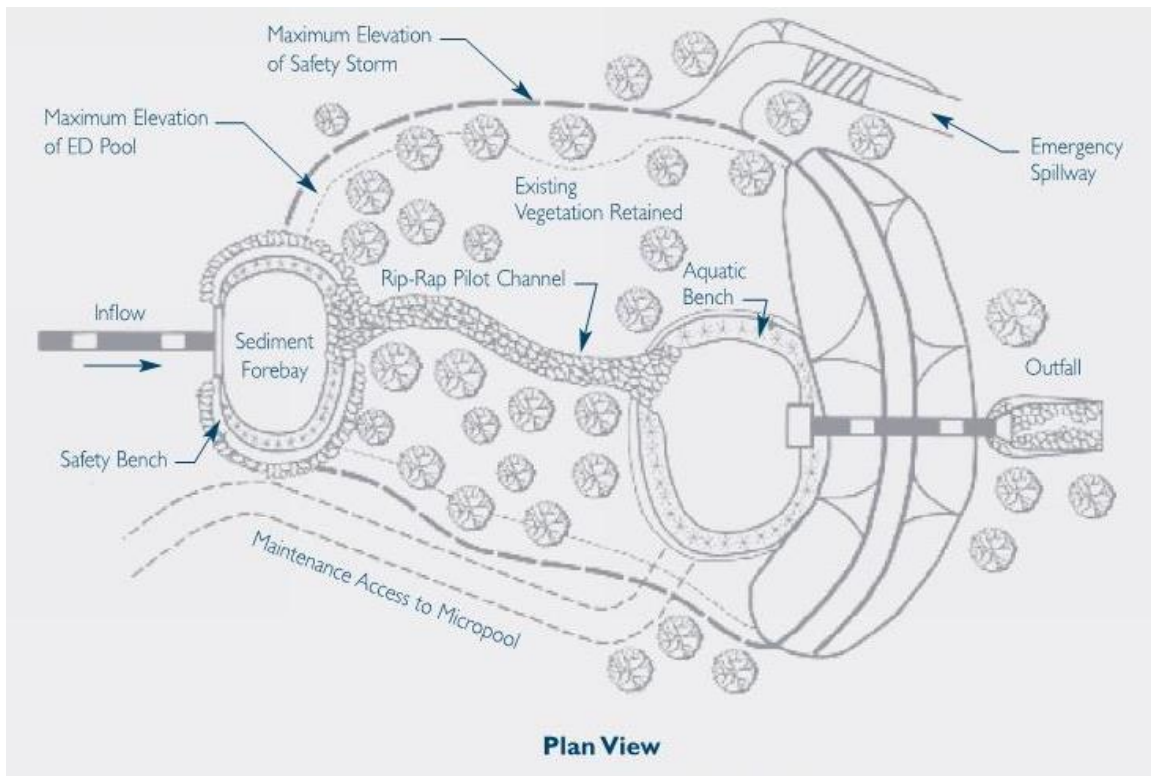 Maximum Elevation
of Safety Storm
Maximum Elevation
of ED Pool
Emergency
Spillway
Existing
Vegetation Retained
Rip-Rap Pilot Channel
Aquatic
Bench
Inflow
Sediment
Forebay
Outfall
Safety Bench
Maintenance Access to Micropool
Plan View